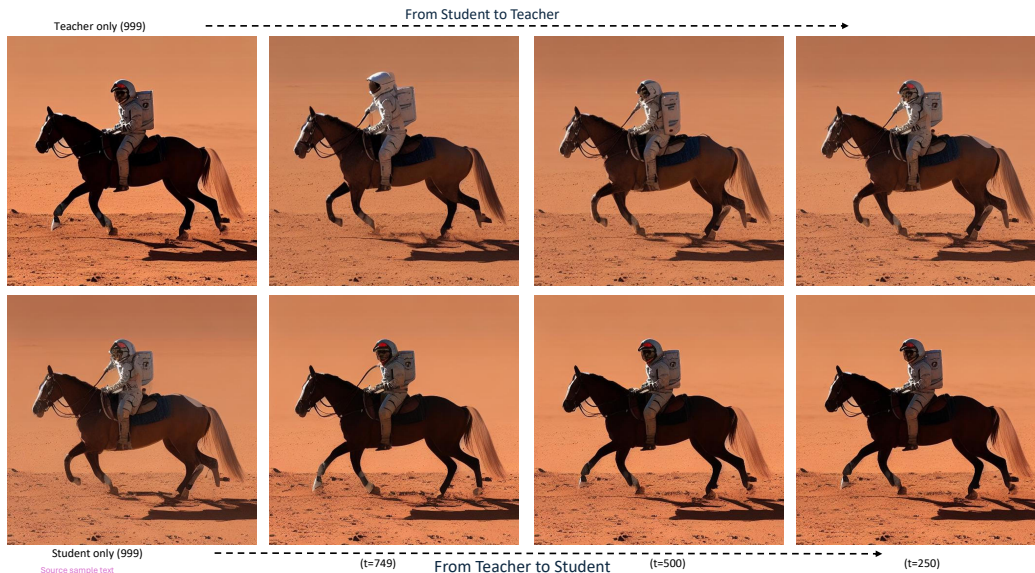 From Student to Teacher
Teacher only (999)
Student only (999)
(t=749)
From Teacher to Student
(t=500)
(t=250)
Source sample text